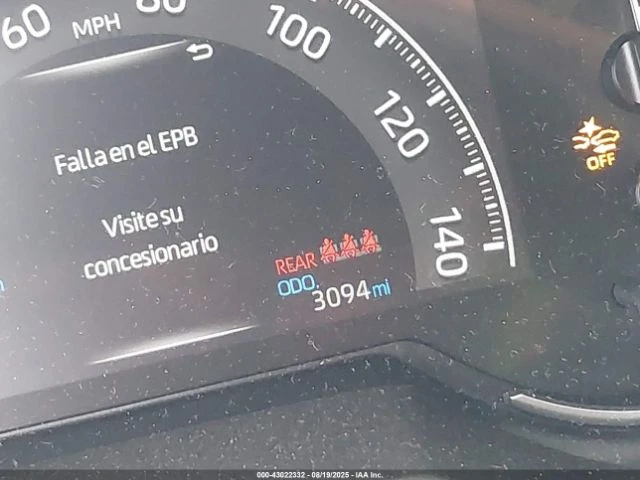 60
MPH
80
100
120
140
Falla en el EPB
Visite su
concesionario
REAR
ODO.
3094 mi
OFF
000-43022332 - 08/19/2025 - IAA Inc.